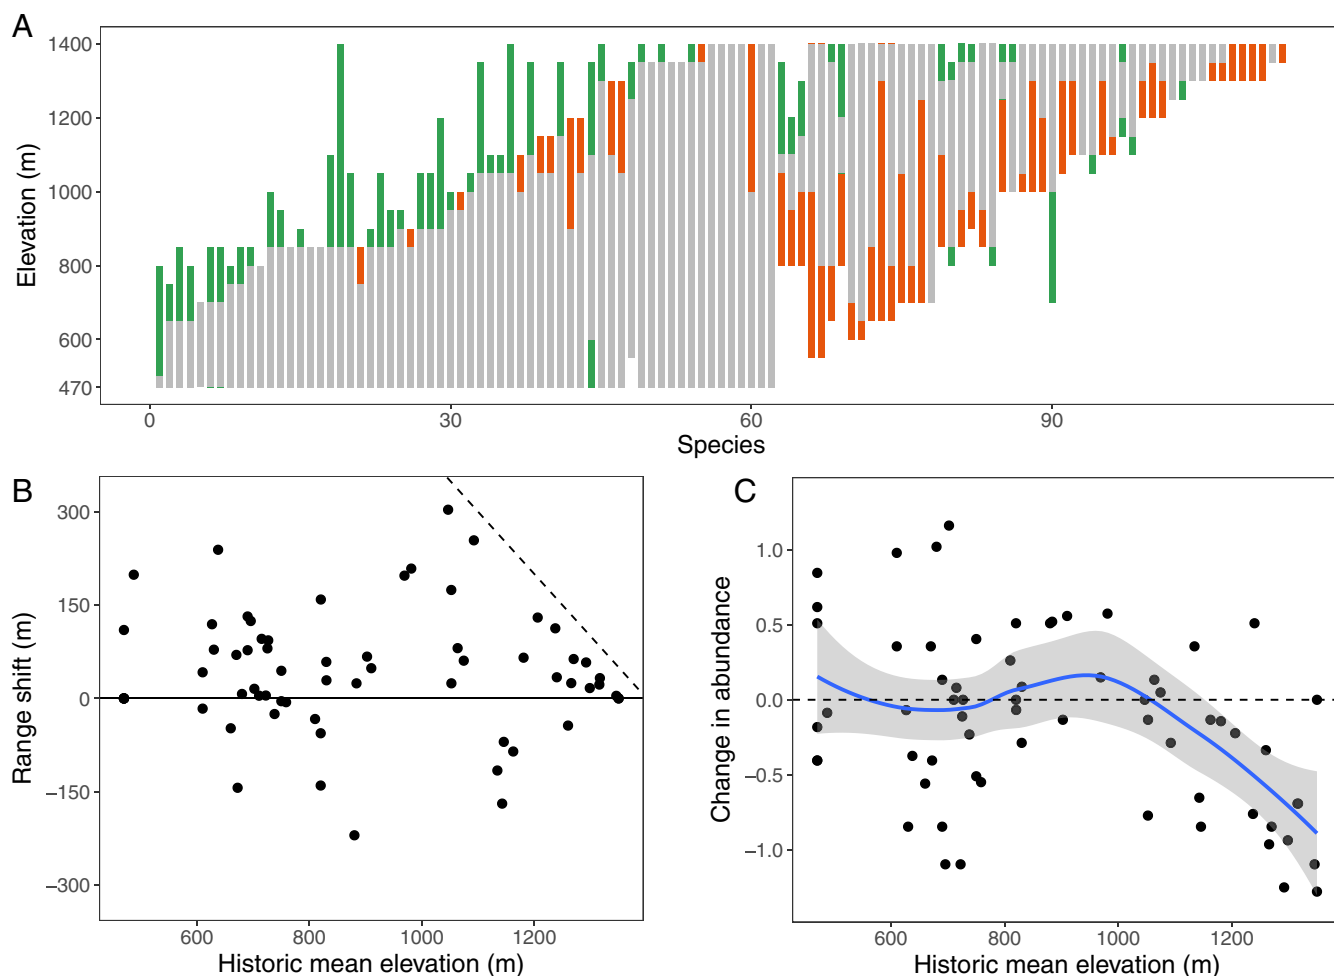 A
Elevation (m)
1400
1200
1000
800
600
470
0 30 60 90
Species
B
Range shift (m)
300
150
0
−150
−300
600 800 1000 1200
Historic mean elevation (m)
C
Change in abundance
1.0
0.5
0.0
−0.5
−1.0
600 800 1000 1200
Historic mean elevation (m)